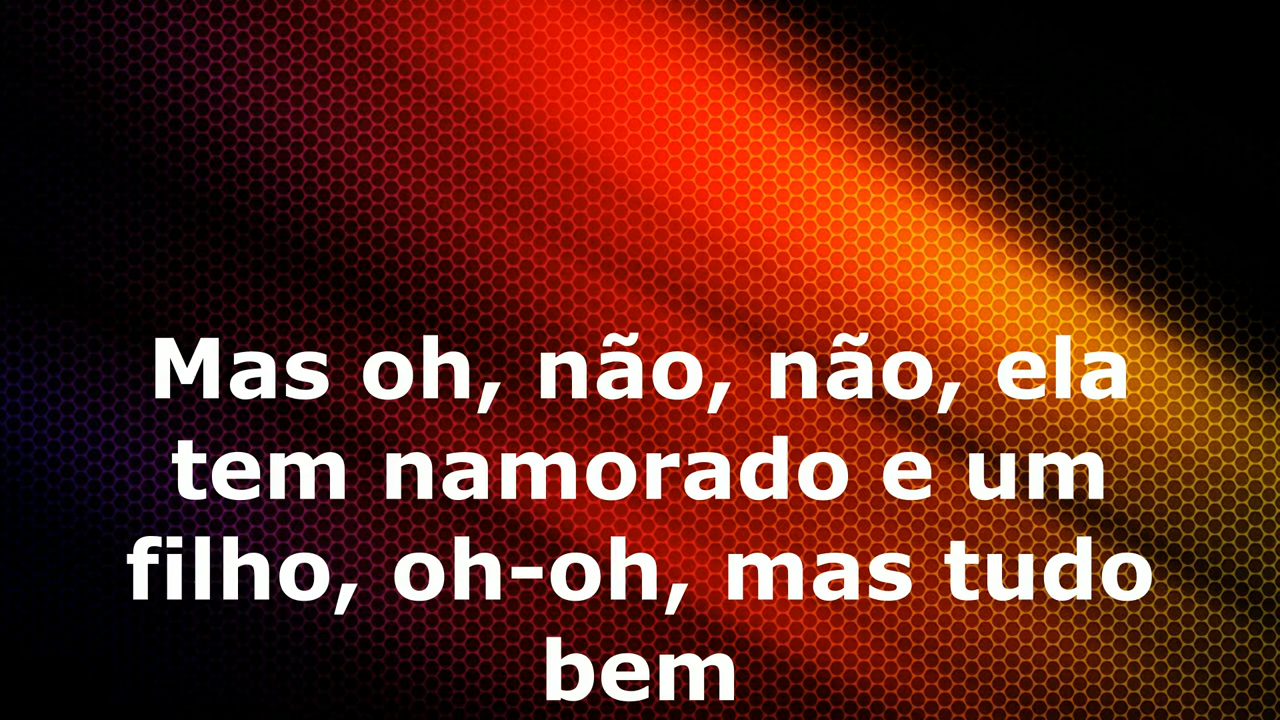 Mas oh, não, não, ela
tem namorado e um
filho, oh-oh, mas tudo
bem